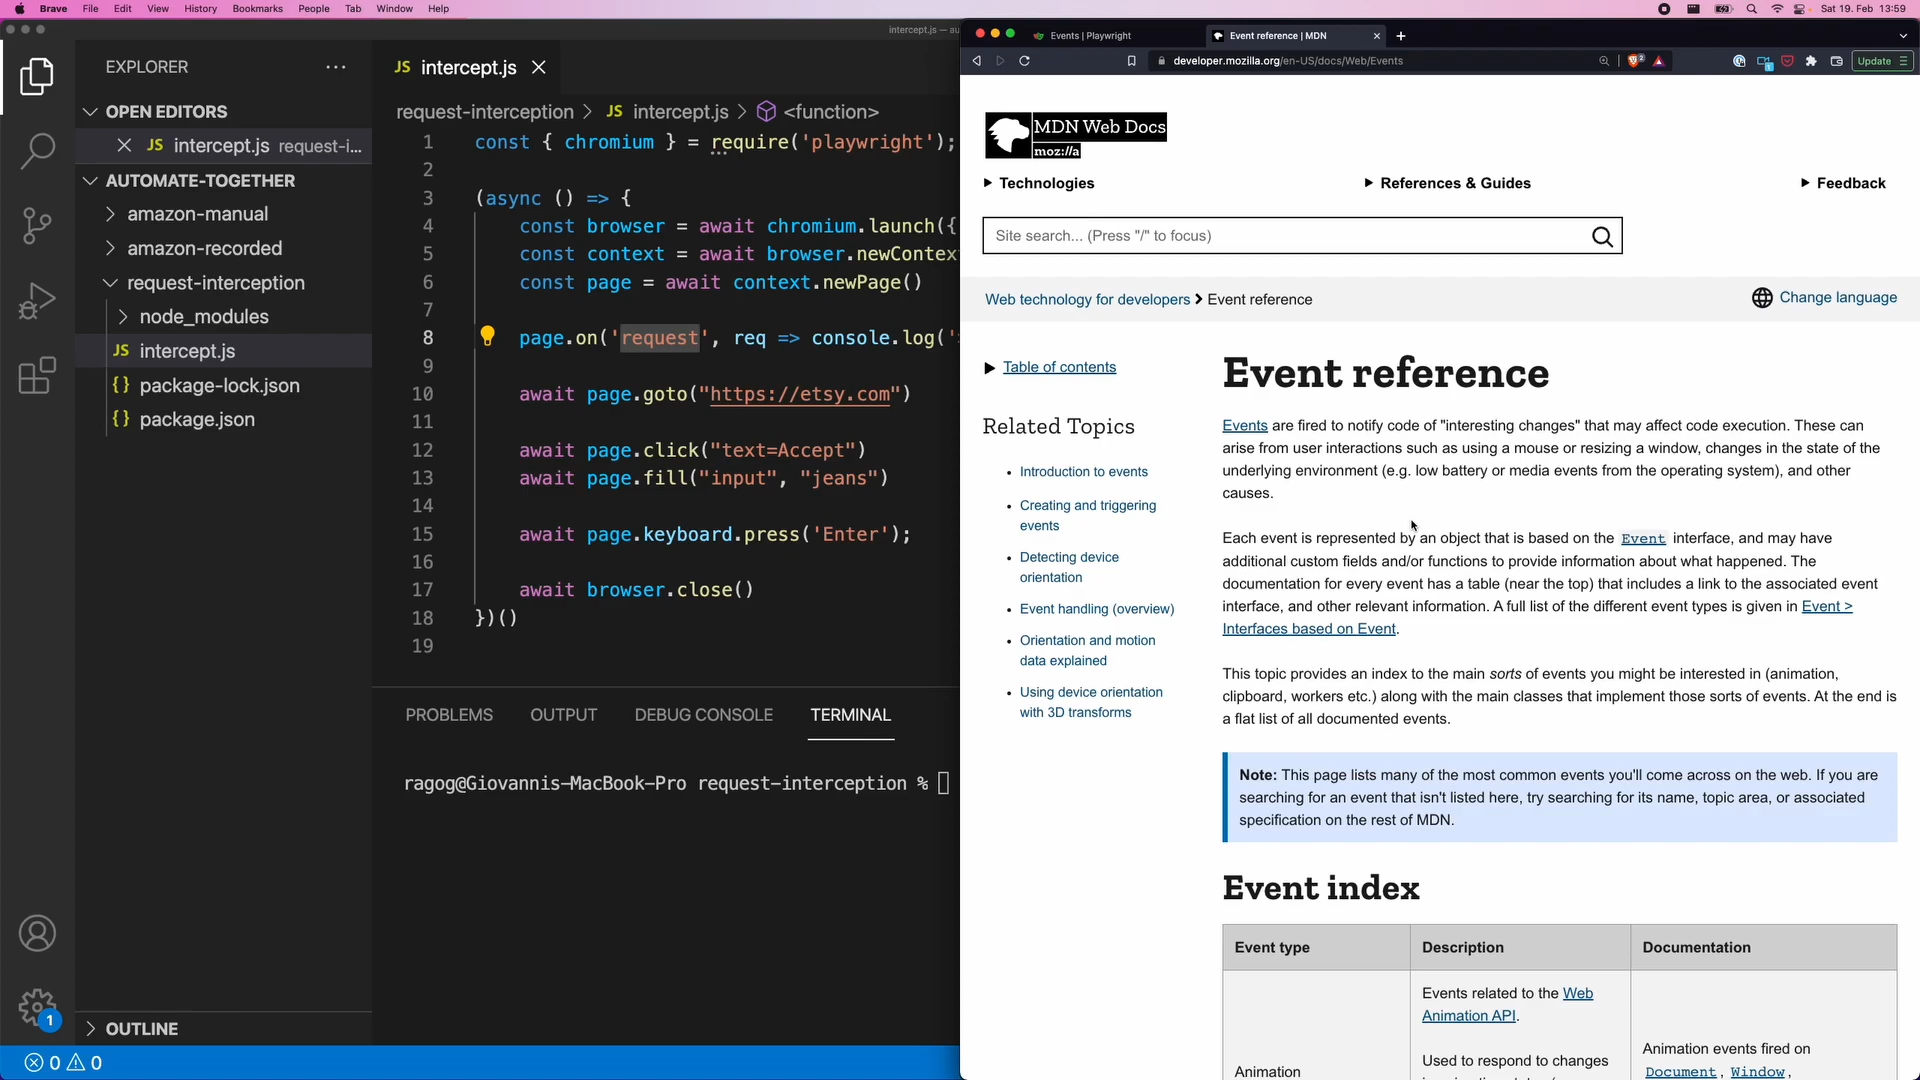 Brave File Edit View History Bookmarks People Tab Window Help Sat 19. Feb 13:59
intercept.js — au
EXPLORER
OPEN EDITORS
JS intercept.js request-i...
AUTOMATE-TOGETHER
amazon-manual
amazon-recorded
request-interception
node_modules
JS intercept.js
{} package-lock.json
{} package.json
OUTLINE
1
0 0
JS intercept.js
request-interception > JS intercept.js > <function>
1 const { chromium } = require('playwright');
2
3 (async () => {
4 const browser = await chromium.launch({
5 const context = await browser.newContex
6 const page = await context.newPage()
7
8 page.on('request', req => console.log('
9
10 await page.goto("https://etsy.com")
11
12 await page.click("text=Accept")
13 await page.fill("input", "jeans")
14
15 await page.keyboard.press('Enter');
16
17 await browser.close()
18 })()
19
PROBLEMS OUTPUT DEBUG CONSOLE TERMINAL
ragog@Giovannis-MacBook-Pro request-interception %
Events | Playwright
Event reference | MDN
developer.mozilla.org/en-US/docs/Web/Events
Update
MDN Web Docs
moz://a
Technologies
References & Guides
Feedback
Site search... (Press "/" to focus)
Web technology for developers > Event reference
Change language
Table of contents
Related Topics
Introduction to events
Creating and triggering
events
Detecting device
orientation
Event handling (overview)
Orientation and motion
data explained
Using device orientation
with 3D transforms
Event reference
Events are fired to notify code of "interesting changes" that may affect code execution. These can
arise from user interactions such as using a mouse or resizing a window, changes in the state of the
underlying environment (e.g. low battery or media events from the operating system), and other
causes.
Each event is represented by an object that is based on the Event interface, and may have
additional custom fields and/or functions to provide information about what happened. The
documentation for every event has a table (near the top) that includes a link to the associated event
interface, and other relevant information. A full list of the different event types is given in Event >
Interfaces based on Event.
This topic provides an index to the main sorts of events you might be interested in (animation,
clipboard, workers etc.) along with the main classes that implement those sorts of events. At the end is
a flat list of all documented events.
Note: This page lists many of the most common events you'll come across on the web. If you are
searching for an event that isn't listed here, try searching for its name, topic area, or associated
specification on the rest of MDN.
Event index
Event type Description Documentation
Events related to the Web
Animation API.
Used to respond to changes
Animation
Animation events fired on
Document, Window,